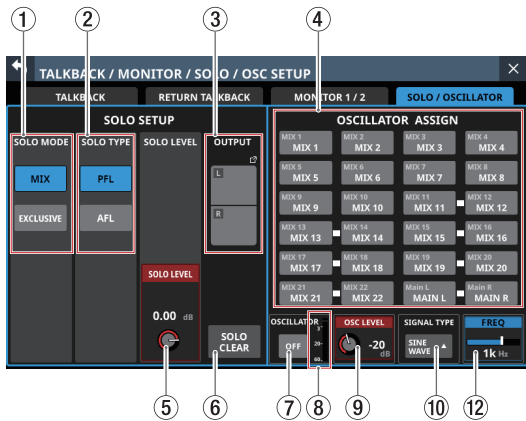 1 2 3 4
TALKBACK / MONITOR / SOLO / OSC SETUP
TALKBACK RETURN TALKBACK MONITOR 1 / 2 SOLO / OSCILLATOR
SOLO SETUP
SOLO MODE SOLO TYPE SOLO LEVEL OUTPUT
MIX PFL L
EXCLUSIVE AFL R
SOLO LEVEL
0.00 dB
SOLO CLEAR
OSCILLATOR ASSIGN
MIX 1 MIX 2 MIX 3 MIX 4
MIX 1 MIX 2 MIX 3 MIX 4
MIX 5 MIX 6 MIX 7 MIX 8
MIX 5 MIX 6 MIX 7 MIX 8
MIX 9 MIX 10 MIX 11 MIX 12
MIX 9 MIX 10 MIX 11 MIX 12
MIX 13 MIX 14 MIX 15 MIX 16
MIX 13 MIX 14 MIX 15 MIX 16
MIX 17 MIX 18 MIX 19 MIX 20
MIX 17 MIX 18 MIX 19 MIX 20
MIX 21 MIX 22 Main L Main R
MIX 21 MIX 22 MAIN L MAIN R
OSCILLATOR OSC LEVEL SIGNAL TYPE FREQ
OFF 3 20 60 -20 dB SINE WAVE ▲ 1k Hz
5 6 7 8 9 10 12